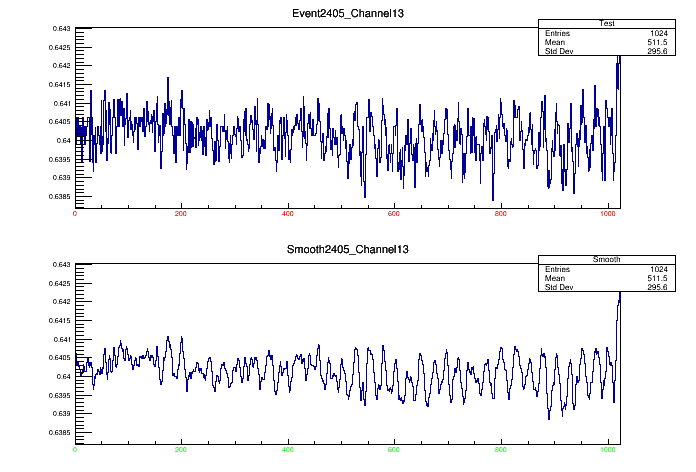 Event2405_Channel13
Test
Entries 1024
Mean 511.5
Std Dev 295.6
0.643
0.6425
0.642
0.6415
0.641
0.6405
0.64
0.6395
0.639
0.6385
0 200 400 600 800 1000
Smooth2405_Channel13
Smooth
Entries 1024
Mean 511.5
Std Dev 295.6
0.643
0.6425
0.642
0.6415
0.641
0.6405
0.64
0.6395
0.639
0.6385
0 200 400 600 800 1000